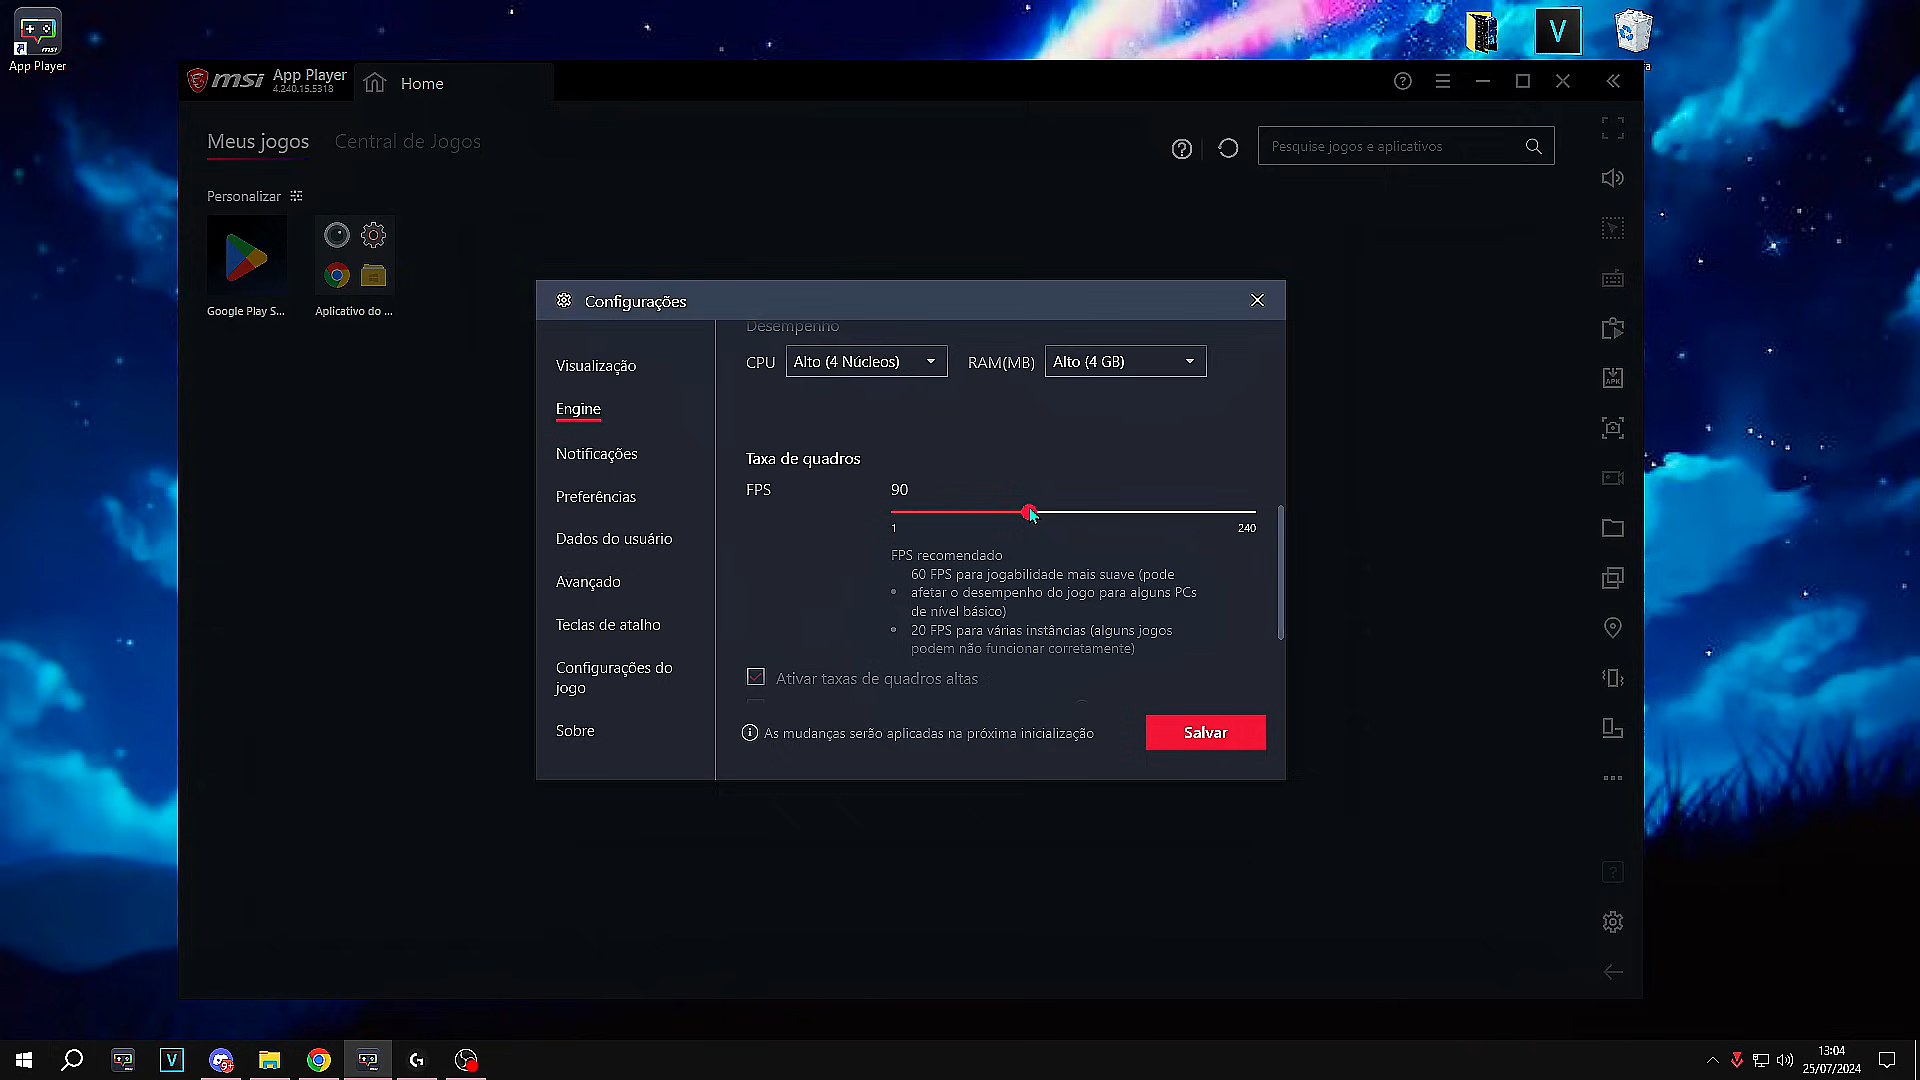 App Player
msi App Player
4.240.15.5318
Home
Meus jogos
Central de Jogos
Pesquise jogos e aplicativos
Personalizar
Google Play S...
Aplicativo do ...
Configurações
Visualização
Engine
Notificações
Preferências
Dados do usuário
Avançado
Teclas de atalho
Configurações do
jogo
Sobre
Desempenho
CPU
Alto (4 Núcleos)
RAM(MB)
Alto (4 GB)
Taxa de quadros
FPS
90
1
240
FPS recomendado
60 FPS para jogabilidade mais suave (pode
afetar o desempenho do jogo para alguns PCs
de nível básico)
20 FPS para várias instâncias (alguns jogos
podem não funcionar corretamente)
Ativar taxas de quadros altas
As mudanças serão aplicadas na próxima inicialização
Salvar
APK
V
V
9+
13:04
25/07/2024